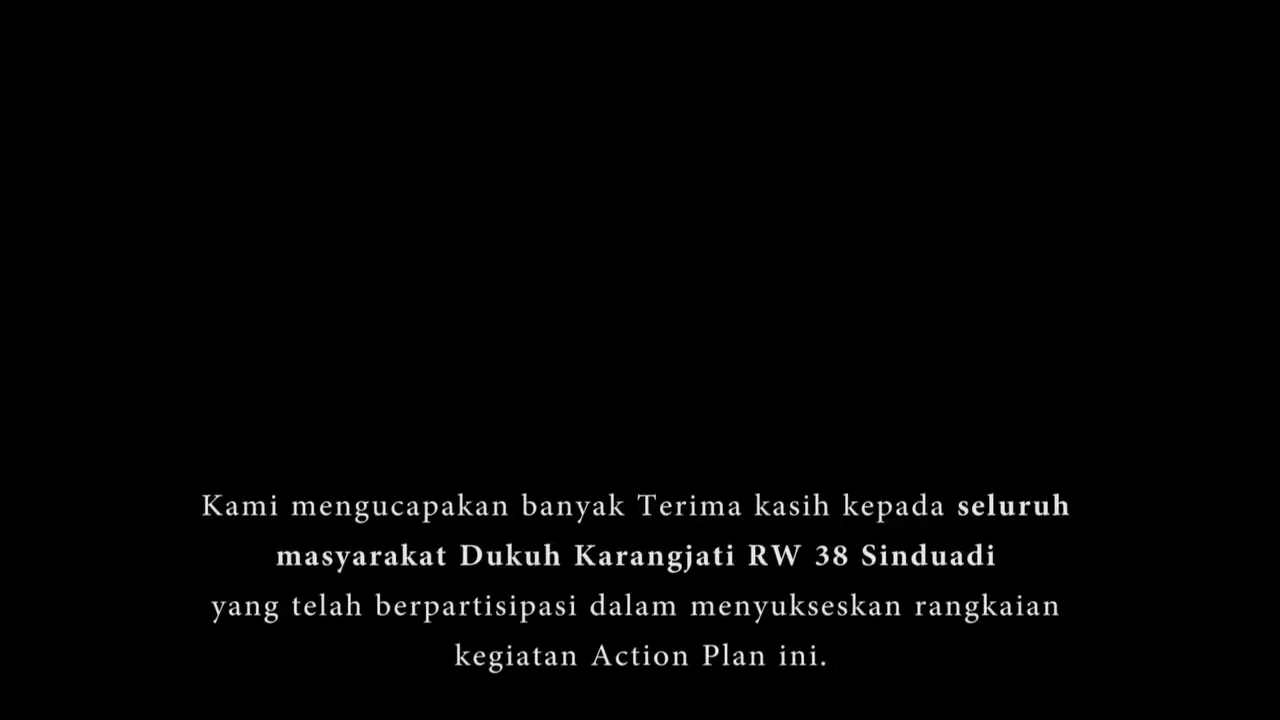 Kami mengucapakan banyak Terima kasih kepada seluruh
masyarakat Dukuh Karangjati RW 38 Sinduadi
yang telah berpartisipasi dalam menyukseskan rangkaian
kegiatan Action Plan ini.